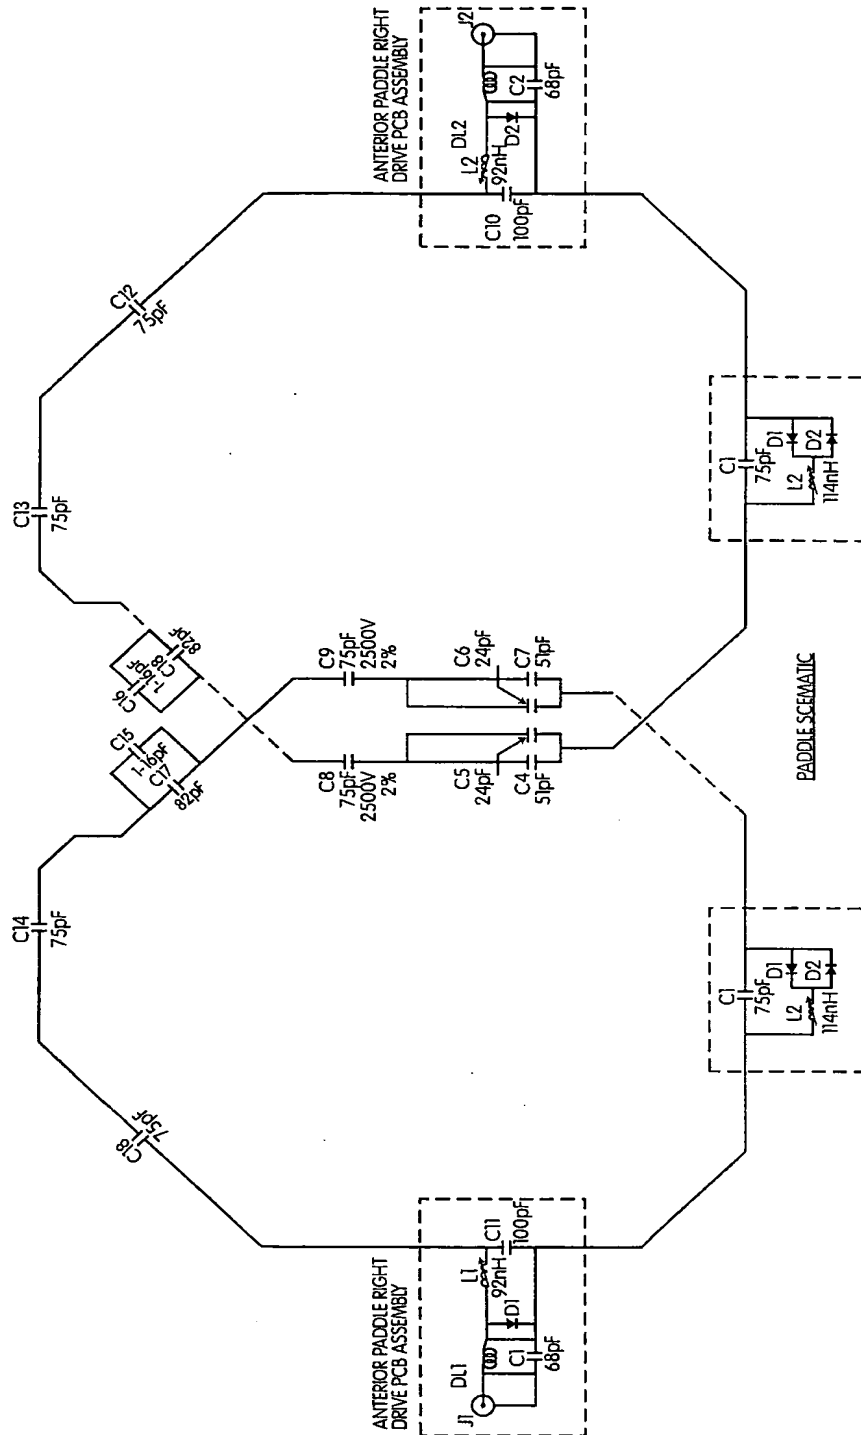 ANTERIOR PADDLE RIGHT
DRIVE PCB ASSEMBLY
J1
DL1
C1
68pF
D1
L1
92nH
C11
100pF
C18
75pF
C14
75pF
C15
1-16pF
C17
82pF
C16
1-16pF
C18
82pF
C13
75pF
C12
75pF
ANTERIOR PADDLE RIGHT
DRIVE PCB ASSEMBLY
J2
DL2
C2
68pF
D2
L2
92nH
C10
100pF
C8
75pF
2500V
2%
C9
75pF
2500V
2%
C5
24pF
C4
51pF
C6
24pF
C7
51pF
C1
75pF
L2
114nH
D1
D2
C1
75pF
L2
114nH
D1
D2
PADDLE SCEMATIC